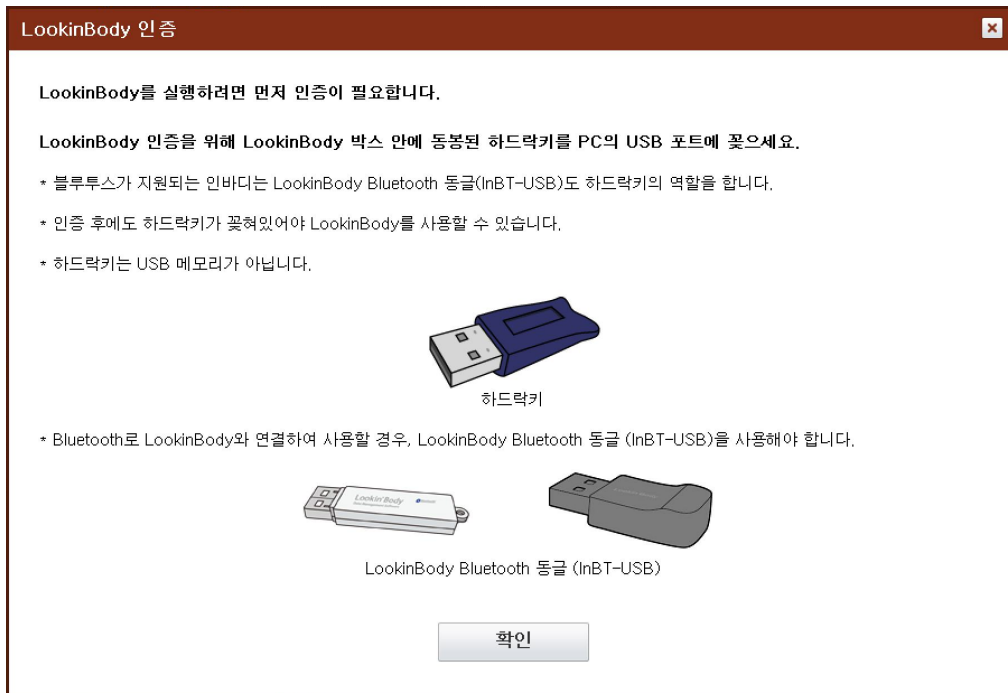 LookinBody 인증
LookinBody를 실행하려면 먼저 인증이 필요합니다.
LookinBody 인증을 위해 LookinBody 박스 안에 동봉된 하드락키를 PC의 USB 포트에 꽂으세요.
* 블루투스가 지원되는 인바디는 LookinBody Bluetooth 동글(InBT-USB)도 하드락키의 역할을 합니다.
* 인증 후에도 하드락키가 꽂혀있어야 LookinBody를 사용할 수 있습니다.
* 하드락키는 USB 메모리가 아닙니다.
하드락키
* Bluetooth로 LookinBody와 연결하여 사용할 경우, LookinBody Bluetooth 동글 (InBT-USB)을 사용해야 합니다.
Lookin'Body
LookinBody Bluetooth 동글 (InBT-USB)
확인